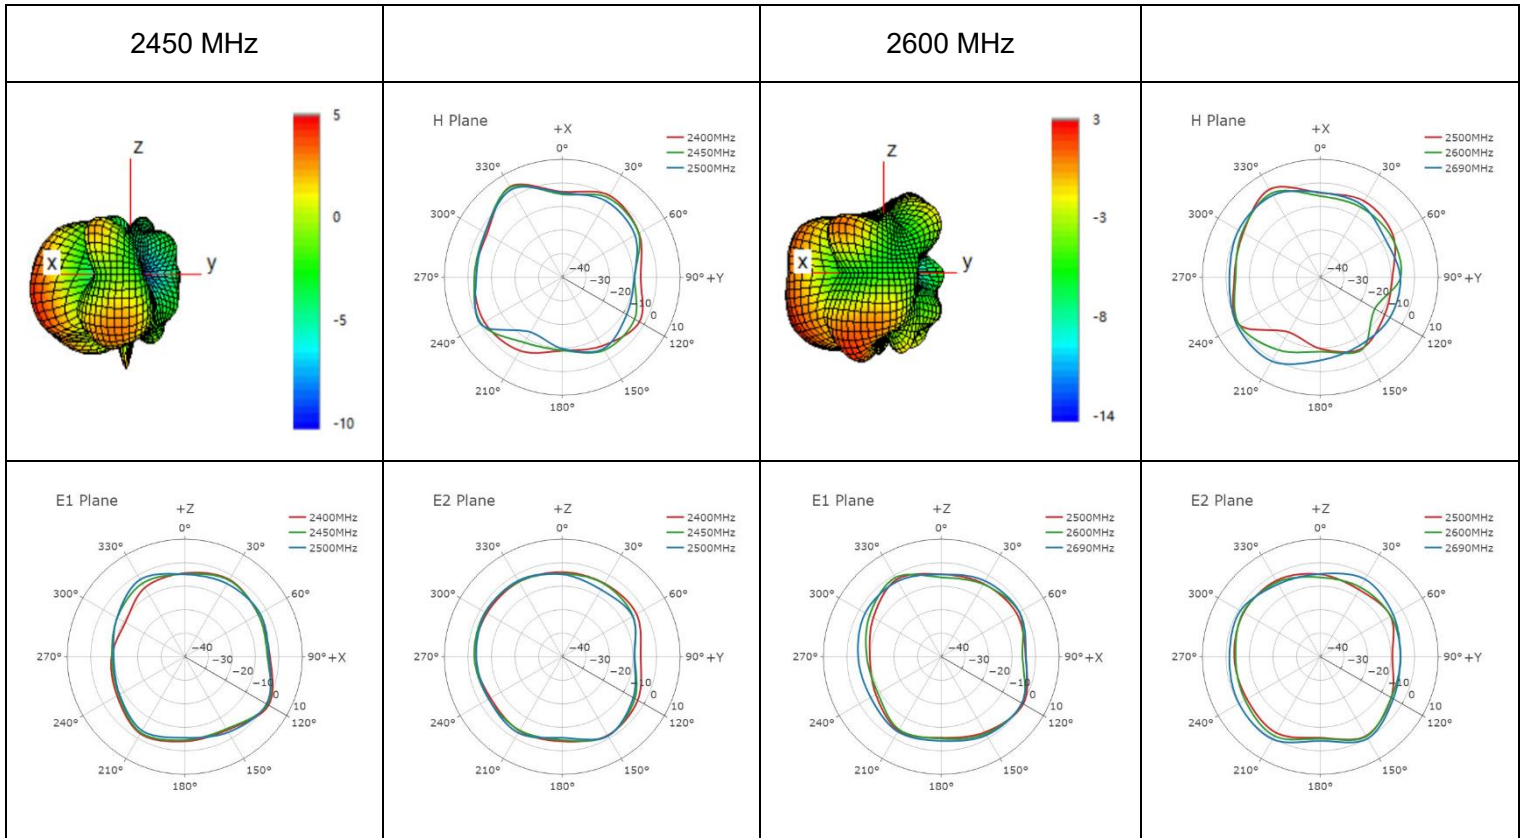 2450 MHz
2600 MHz
5
0
-5
-10
z
x
y
H Plane
+X
0°
30°
60°
90°+Y
120°
150°
180°
210°
240°
270°
300°
330°
−40
−30
−20
−10
0
10
2400MHz
2450MHz
2500MHz
3
-3
-8
-14
z
x
y
H Plane
+X
0°
30°
60°
90°+Y
120°
150°
180°
210°
240°
270°
300°
330°
−40
−30
−20
−10
0
10
2500MHz
2600MHz
2690MHz
E1 Plane
+Z
0°
30°
60°
90°+X
120°
150°
180°
210°
240°
270°
300°
330°
−40
−30
−20
−10
0
10
2400MHz
2450MHz
2500MHz
E2 Plane
+Z
0°
30°
60°
90°+Y
120°
150°
180°
210°
240°
270°
300°
330°
−40
−30
−20
−10
0
10
2400MHz
2450MHz
2500MHz
E1 Plane
+Z
0°
30°
60°
90°+X
120°
150°
180°
210°
240°
270°
300°
330°
−40
−30
−20
−10
0
10
2500MHz
2600MHz
2690MHz
E2 Plane
+Z
0°
30°
60°
90°+Y
120°
150°
180°
210°
240°
270°
300°
330°
−40
−30
−20
−10
0
10
2500MHz
2600MHz
2690MHz